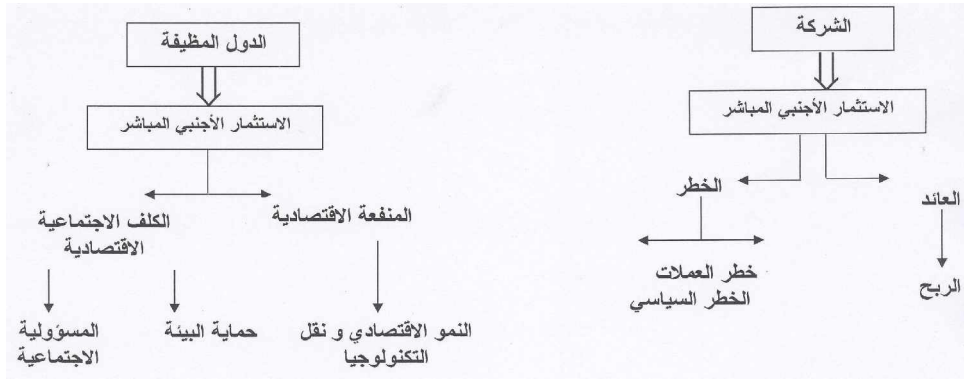 الشركة
الاستثمار الأجنبي المباشر
الخطر
العائد
خطر العملات
الخطر السياسي
الربح
الدول المظيفة
الاستثمار الأجنبي المباشر
المنفعة الاقتصادية
الكلف الاجتماعية
الاقتصادية
النمو الاقتصادي و نقل
التكنولوجيا
حماية البيئة
المسؤولية
الاجتماعية